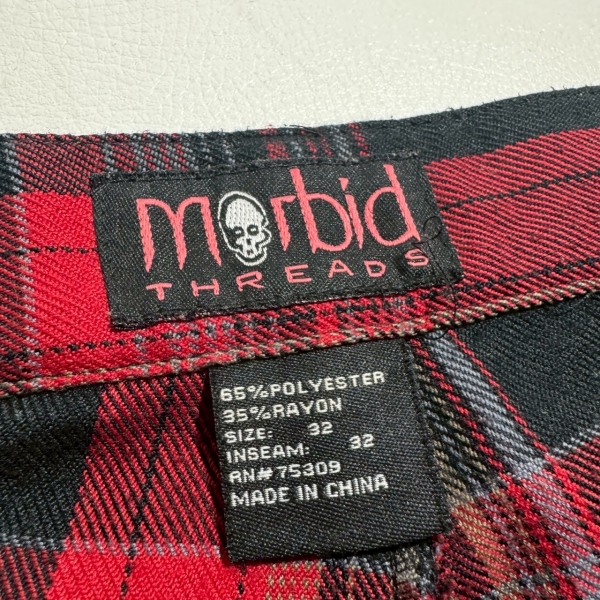 morbid
THREADS
65%POLYESTER
35%RAYON
SIZE: 32
INSEAM: 32
RN#75309
MADE IN CHINA